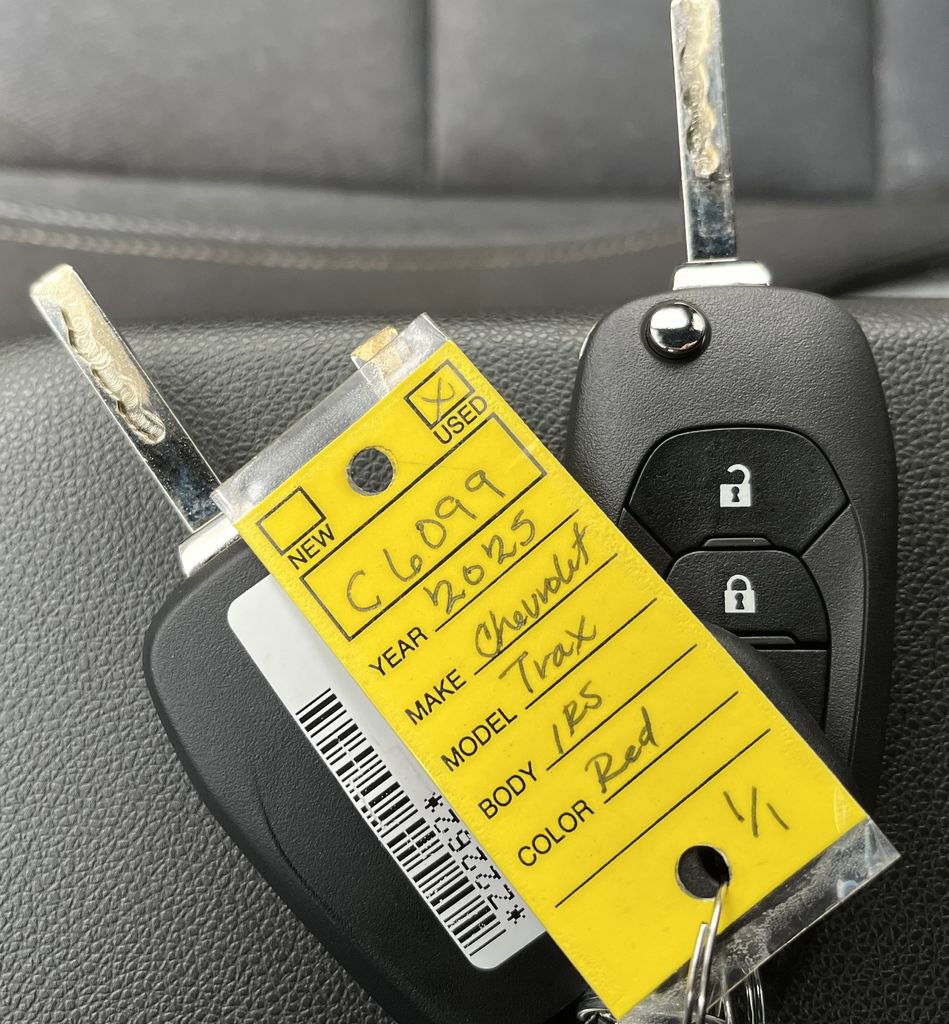 USED
NEW
C6099
YEAR 2025
MAKE Chevrolet
MODEL Trax
BODY 1RS
COLOR Red
1/1